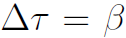 Δτ = β